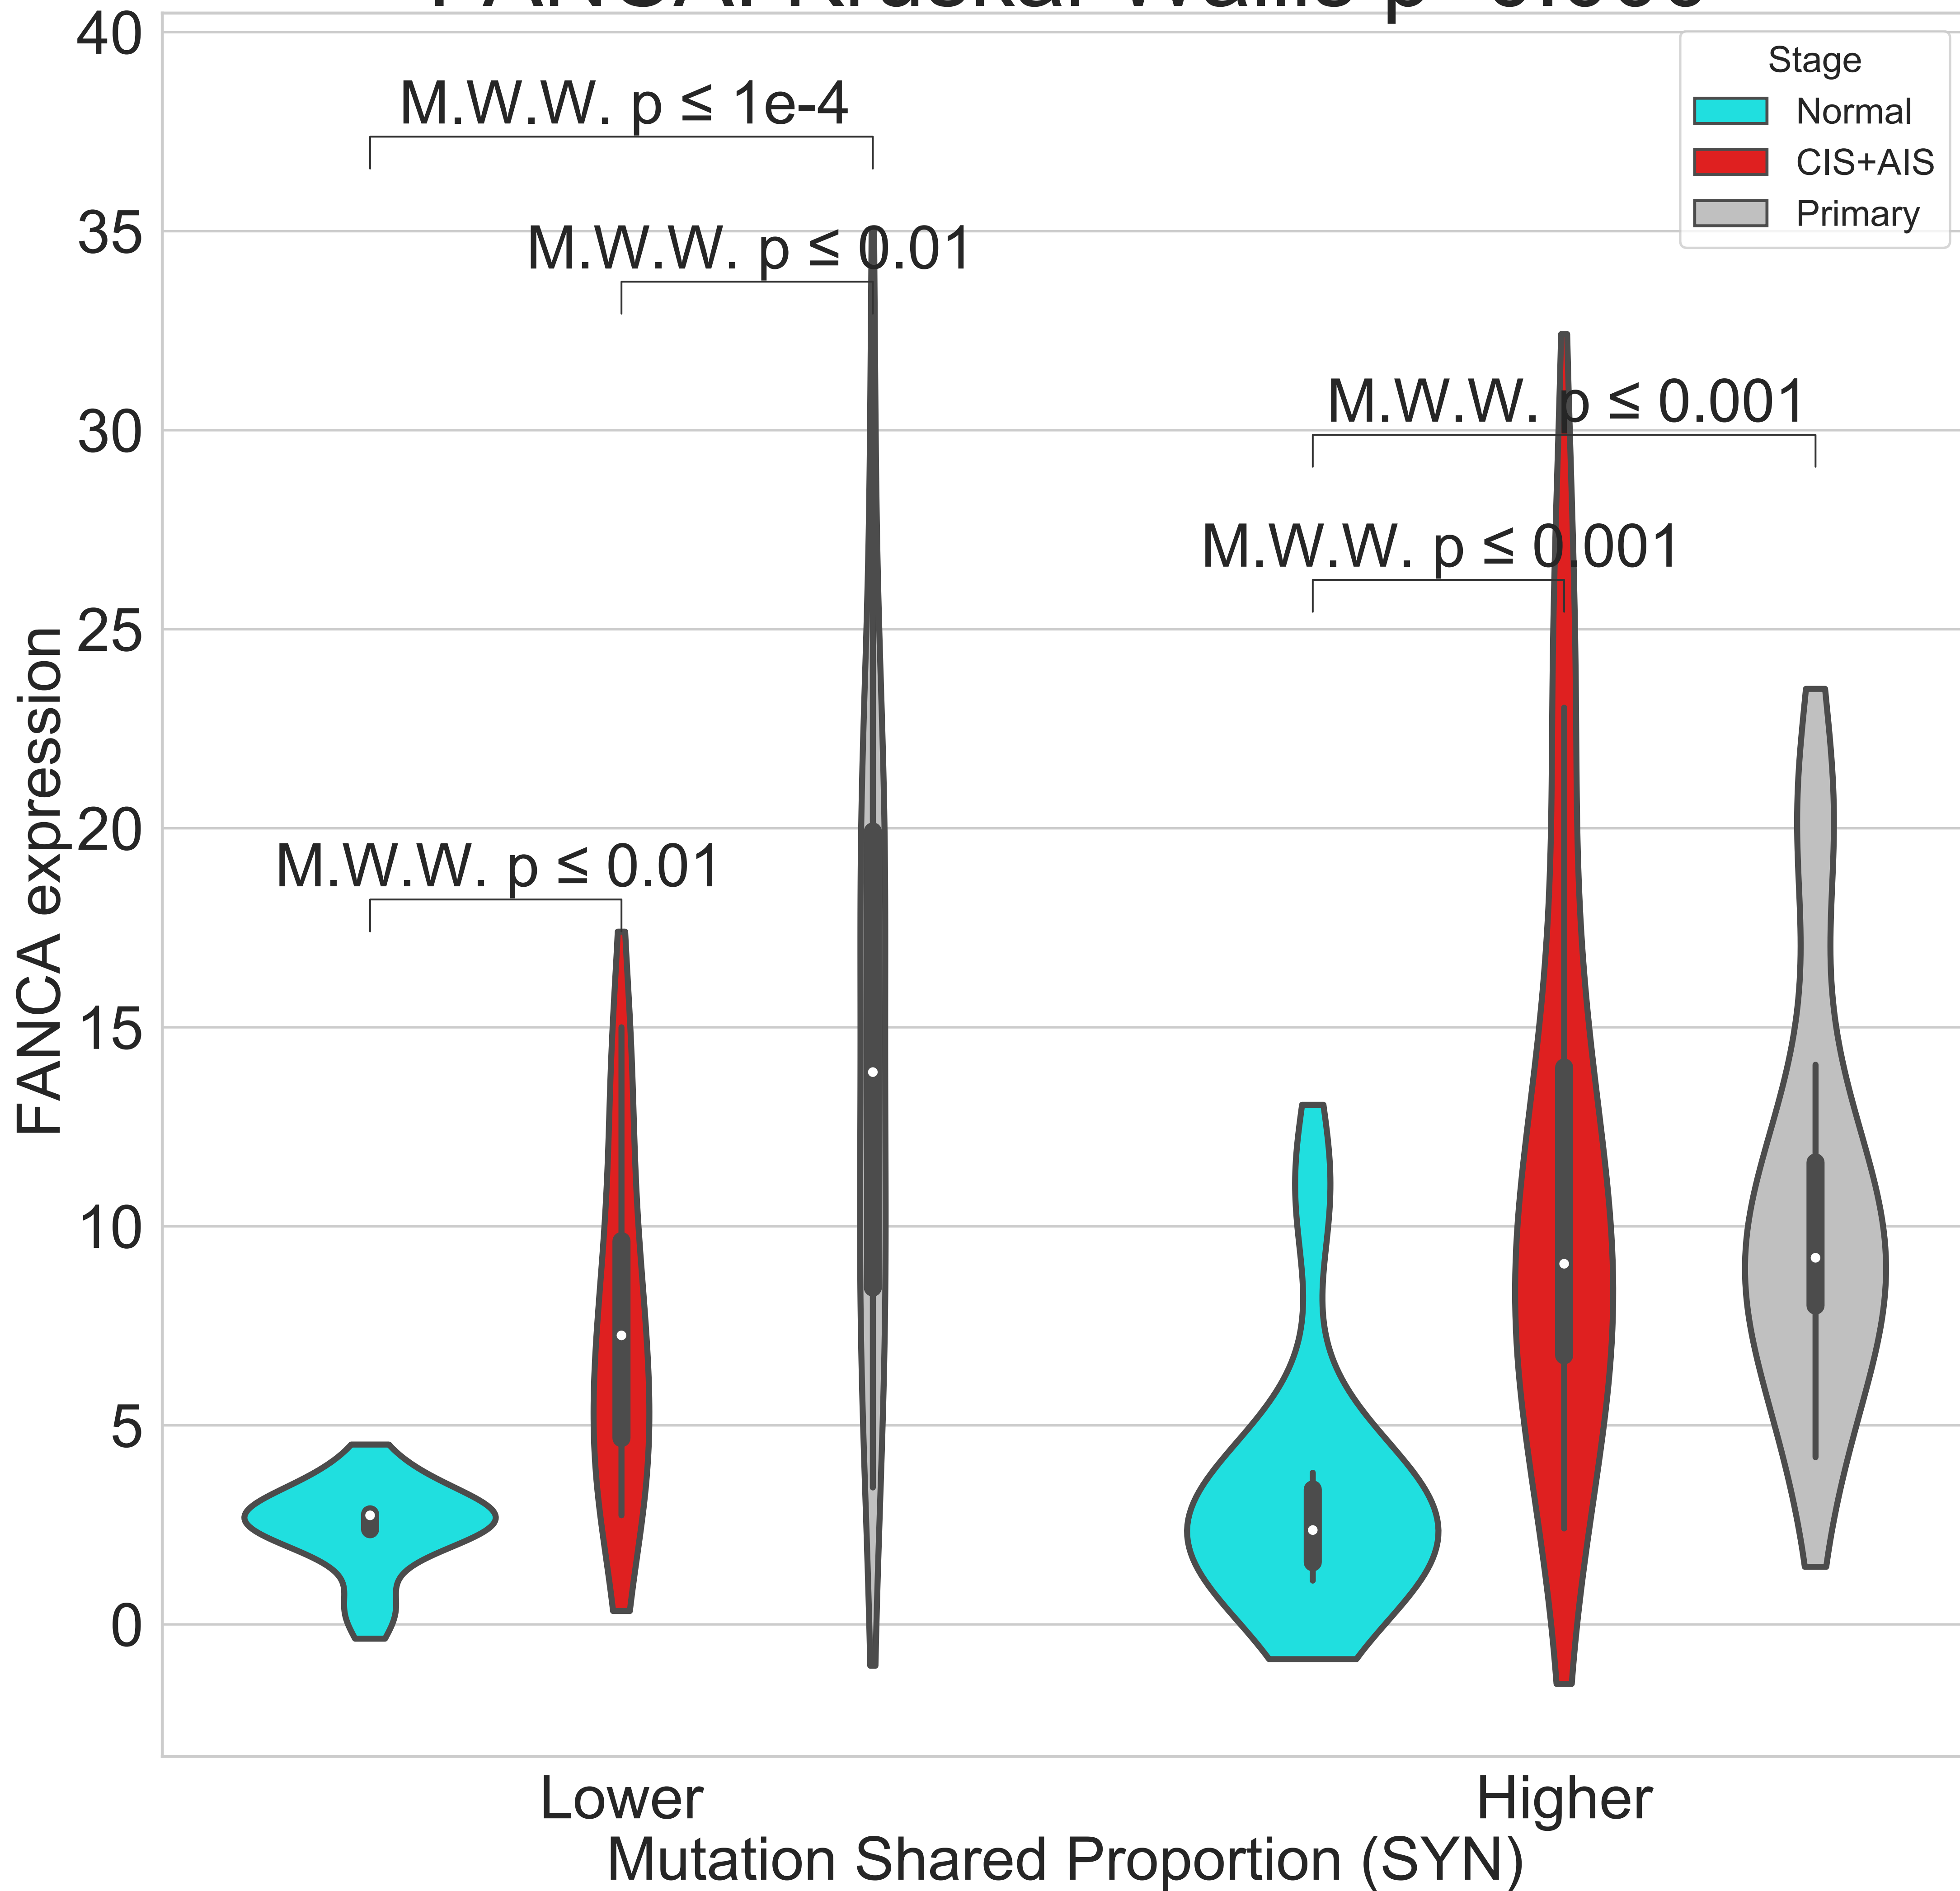 40
M.W.W. p ≤ 1e-4
Stage
Normal
CIS+AIS
Primary
35
M.W.W. p ≤ 0.01
30
M.W.W. p ≤ 0.001
M.W.W. p ≤ 0.001
25
20
M.W.W. p ≤ 0.01
15
10
5
0
FANCA expression
Lower
Higher
Mutation Shared Proportion (SYN)